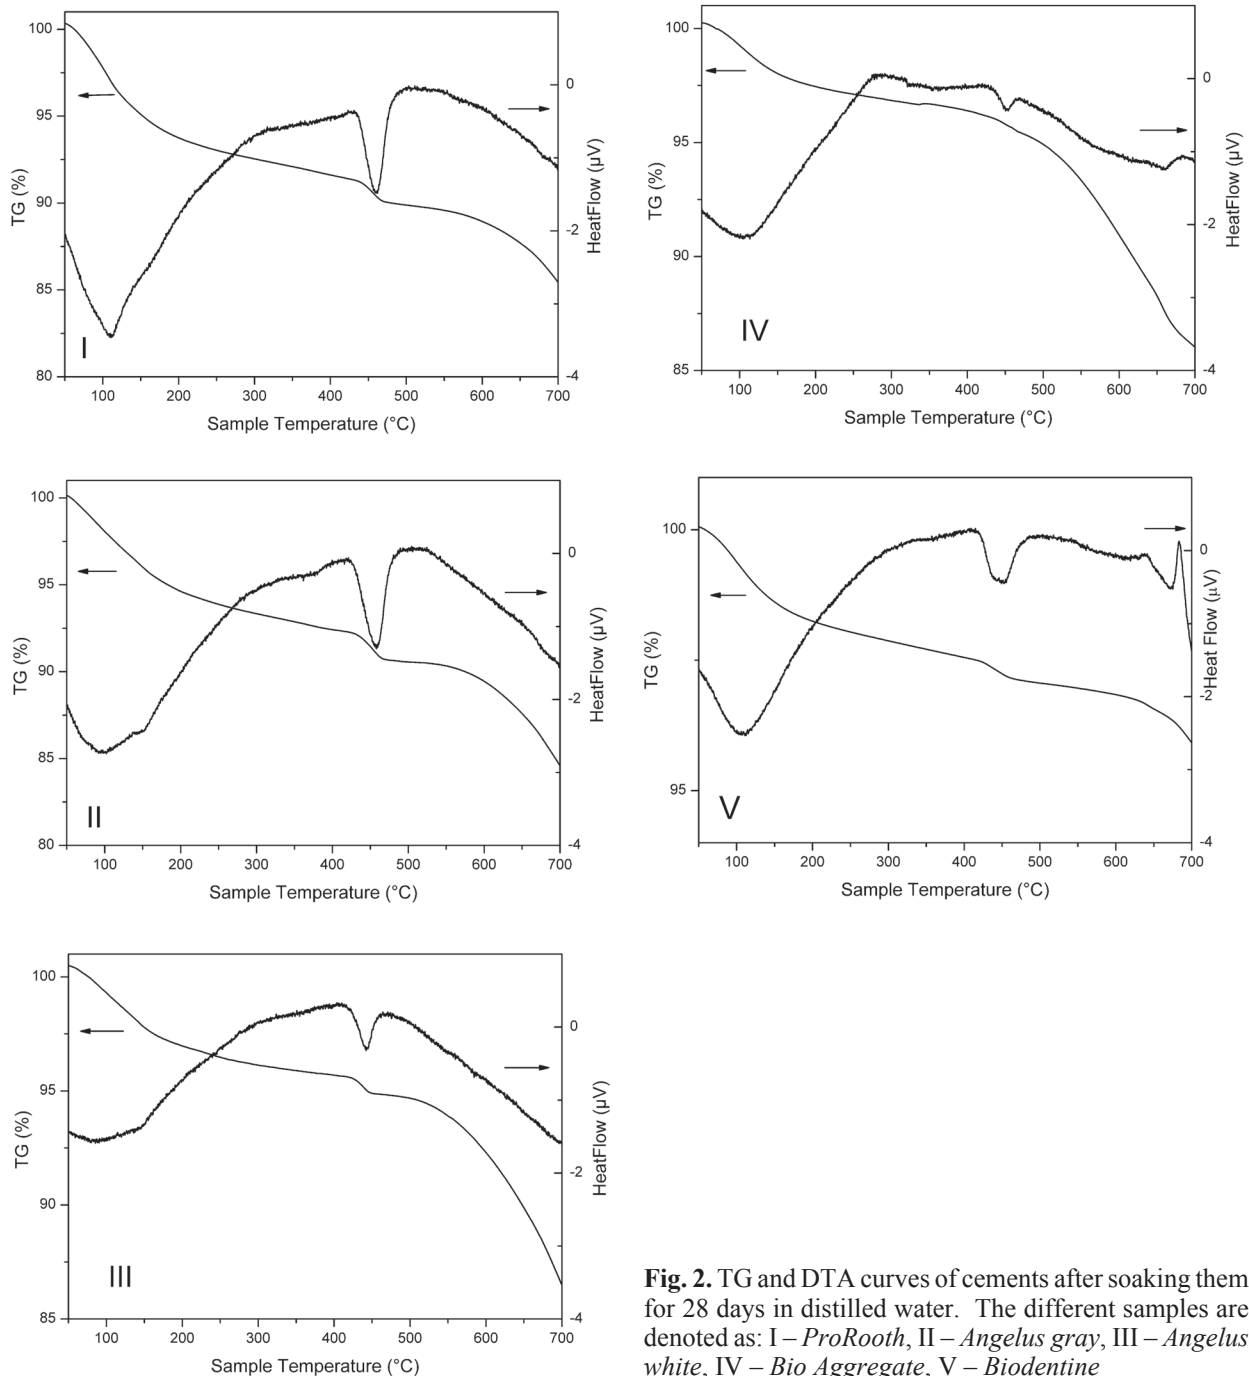 100
95
90
85
80
TG (%)
0
-2
-4
HeatFlow (µV)
I
100 200 300 400 500 600 700
Sample Temperature (°C)
100
95
90
85
TG (%)
0
-2
-4
HeatFlow (µV)
IV
100 200 300 400 500 600 700
Sample Temperature (°C)
100
95
90
85
80
TG (%)
0
-2
-4
HeatFlow (µV)
II
100 200 300 400 500 600 700
Sample Temperature (°C)
100
95
TG (%)
0
-2
-4
Heat Flow (µV)
V
100 200 300 400 500 600 700
Sample Temperature (°C)
100
95
90
85
TG (%)
0
-2
-4
HeatFlow (µV)
III
100 200 300 400 500 600 700
Sample Temperature (°C)
Fig. 2. TG and DTA curves of cements after soaking them
for 28 days in distilled water. The different samples are
denoted as: I – ProRooth, II – Angelus gray, III – Angelus
white, IV – Bio Aggregate, V – Biodentine